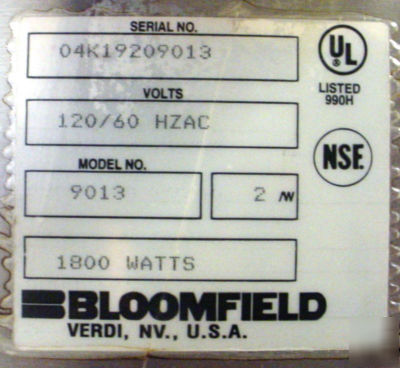 SERIAL NO.
04K19209013
UL
®
LISTED
990H
VOLTS
120/60 HZAC
NSF.
MODEL NO.
9013
2 /W
1800 WATTS
BLOOMFIELD
VERDI, NV., U.S.A.